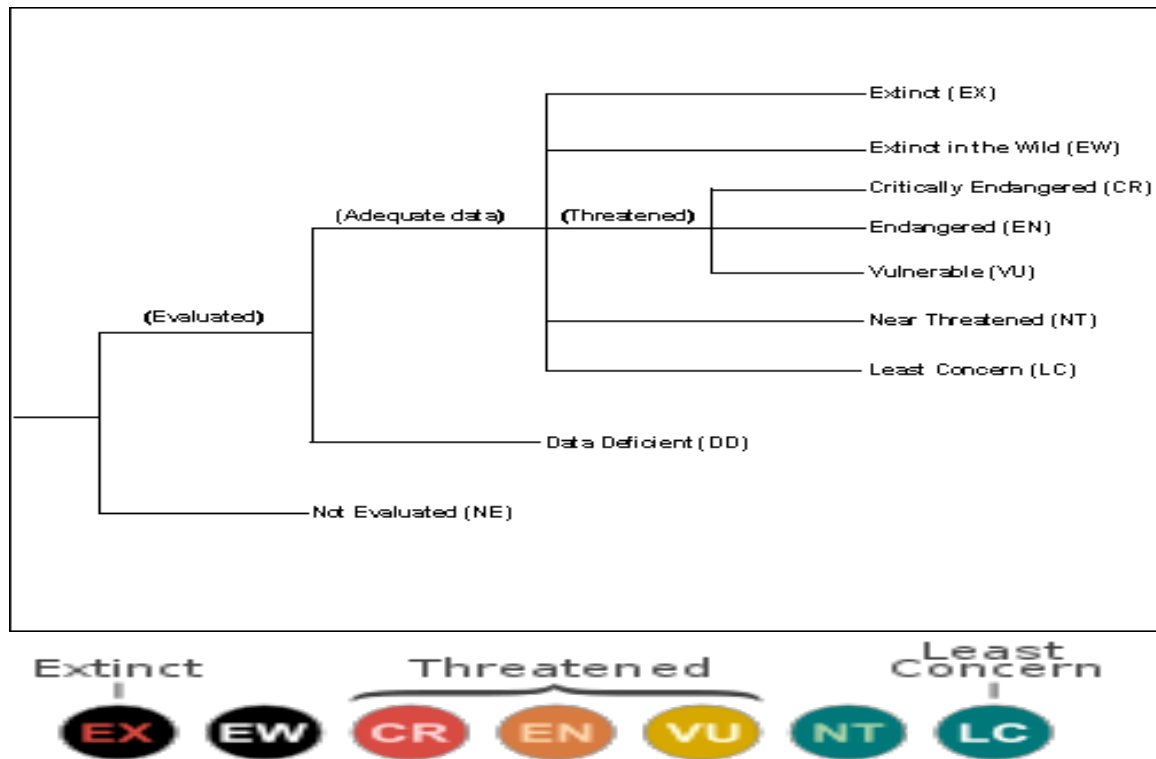 Extinct (EX)
Extinct in the Wild (EW)
Critically Endangered (CR)
(Adequate data)
(Threatened)
Endangered (EN)
Vulnerable (VU)
(Evaluated)
Near Threatened (NT)
Least Concern (LC)
Data Deficient (DD)
Not Evaluated (NE)
Extinct
Threatened
Least
Concern
EX EW CR EN VU NT LC